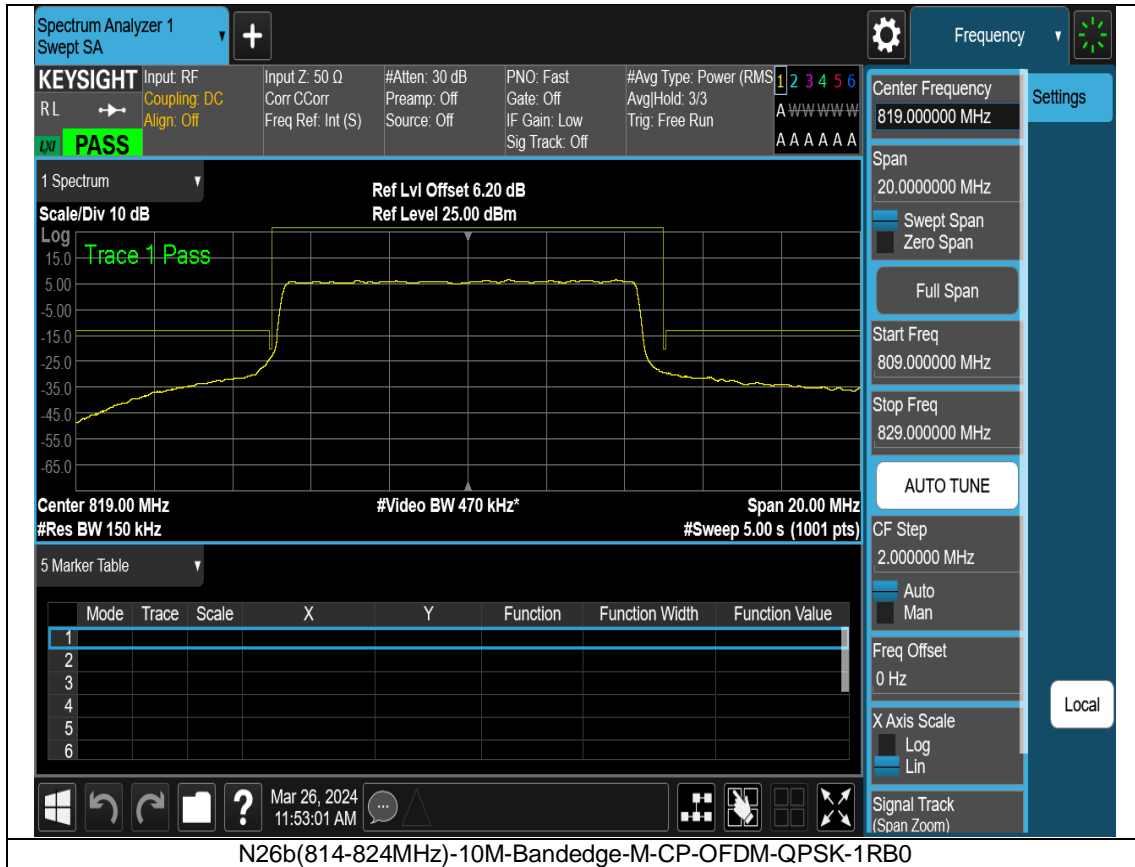 Spectrum Analyzer 1
Swept SA
Frequency
KEYSIGHT
RL
LXI PASS
Input: RF
Coupling: DC
Align: Off
Input Z: 50 Ω
Corr CCorr
Freq Ref: Int (S)
#Atten: 30 dB
Preamp: Off
Source: Off
PNO: Fast
Gate: Off
IF Gain: Low
Sig Track: Off
#Avg Type: Power (RMS
Avg|Hold: 3/3
Trig: Free Run
1 2 3 4 5 6
A W W W W W
A A A A A A
1 Spectrum
Scale/Div 10 dB
Ref Lvl Offset 6.20 dB
Ref Level 25.00 dBm
Log
Trace 1 Pass
15.0
5.00
-5.00
-15.0
-25.0
-35.0
-45.0
-55.0
-65.0
Center 819.00 MHz
#Video BW 470 kHz*
Span 20.00 MHz
#Res BW 150 kHz
#Sweep 5.00 s (1001 pts)
5 Marker Table
Mode Trace Scale X Y Function Function Width Function Value
1
2
3
4
5
6
Center Frequency
819.000000 MHz
Settings
Span
20.0000000 MHz
Swept Span
Zero Span
Full Span
Start Freq
809.000000 MHz
Stop Freq
829.000000 MHz
AUTO TUNE
CF Step
2.000000 MHz
Auto
Man
Freq Offset
0 Hz
Local
X Axis Scale
Log
Lin
Signal Track
(Span Zoom)
?
Mar 26, 2024
11:53:01 AM
N26b(814-824MHz)-10M-Bandedge-M-CP-OFDM-QPSK-1RB0